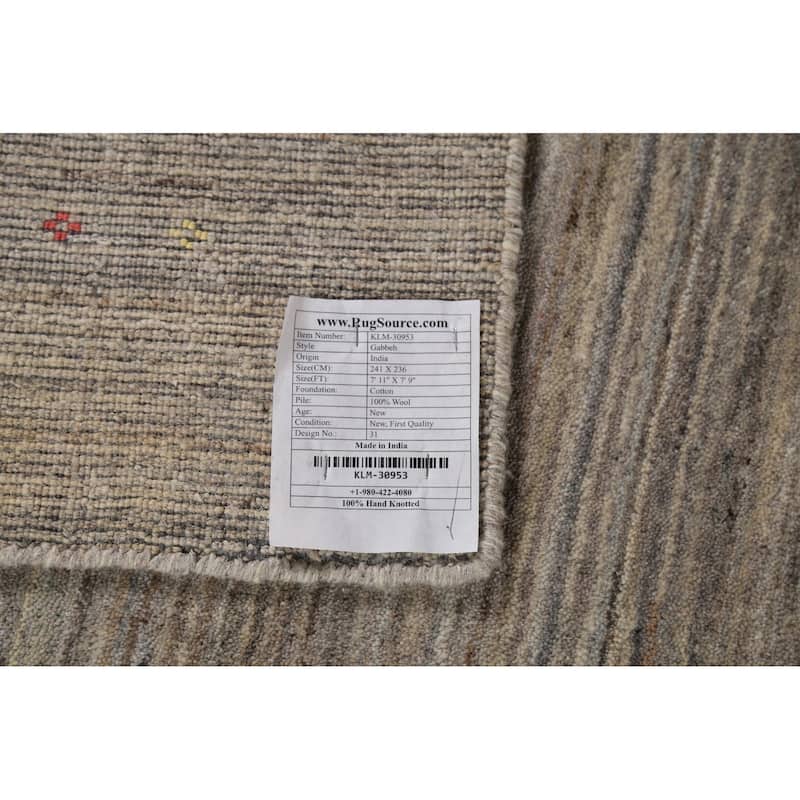 www.RugSource.com
Item Number: KLM-30953
Style Gabbeh
Origin India
Size(CM): 241 X 236
Size(FT): 7' 11" X 7' 9"
Foundation: Cotton
Pile: 100% Wool
Age: New
Condition: New, First Quality
Design No.: 31
Made in India
KLM-30953
+1-980-422-4080
100% Hand Knotted